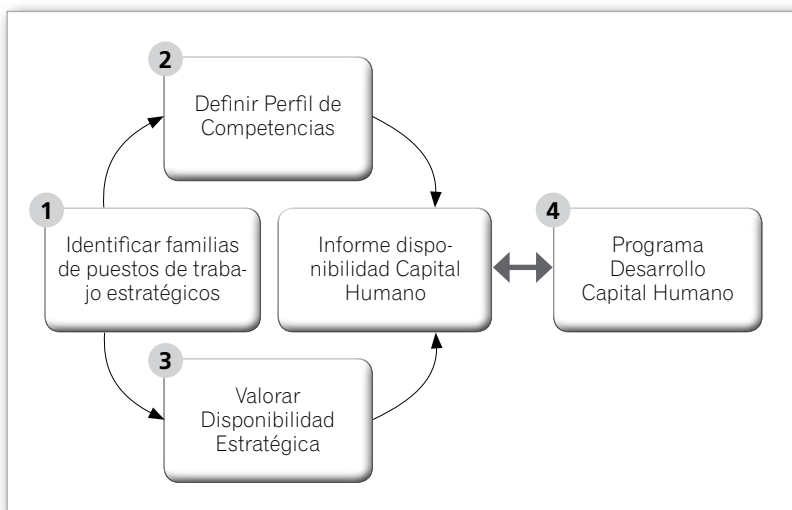 2
Definir Perfil de
Competencias
1
Identificar familias
de puestos de traba-
jo estratégicos
Informe dispo-
nibilidad Capital
Humano
4
Programa
Desarrollo
Capital Humano
3
Valorar
Disponibilidad
Estratégica